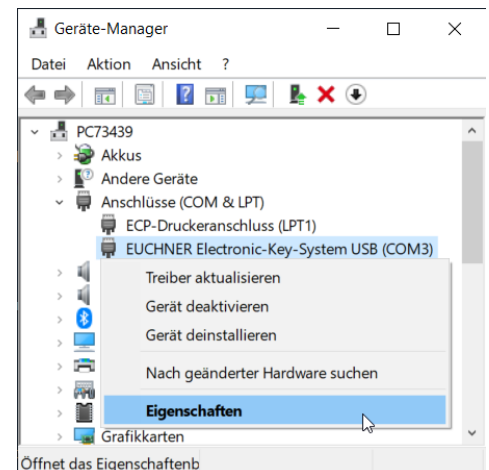 Geräte-Manager
Datei Aktion Ansicht ?
PC73439
Akkus
Andere Geräte
Anschlüsse (COM & LPT)
ECP-Druckeranschluss (LPT1)
EUCHNER Electronic-Key-System USB (COM3)
Treiber aktualisieren
Gerät deaktivieren
Gerät deinstallieren
Nach geänderter Hardware suchen
Eigenschaften
Grafikkarten
Öffnet das Eigenschaftenb